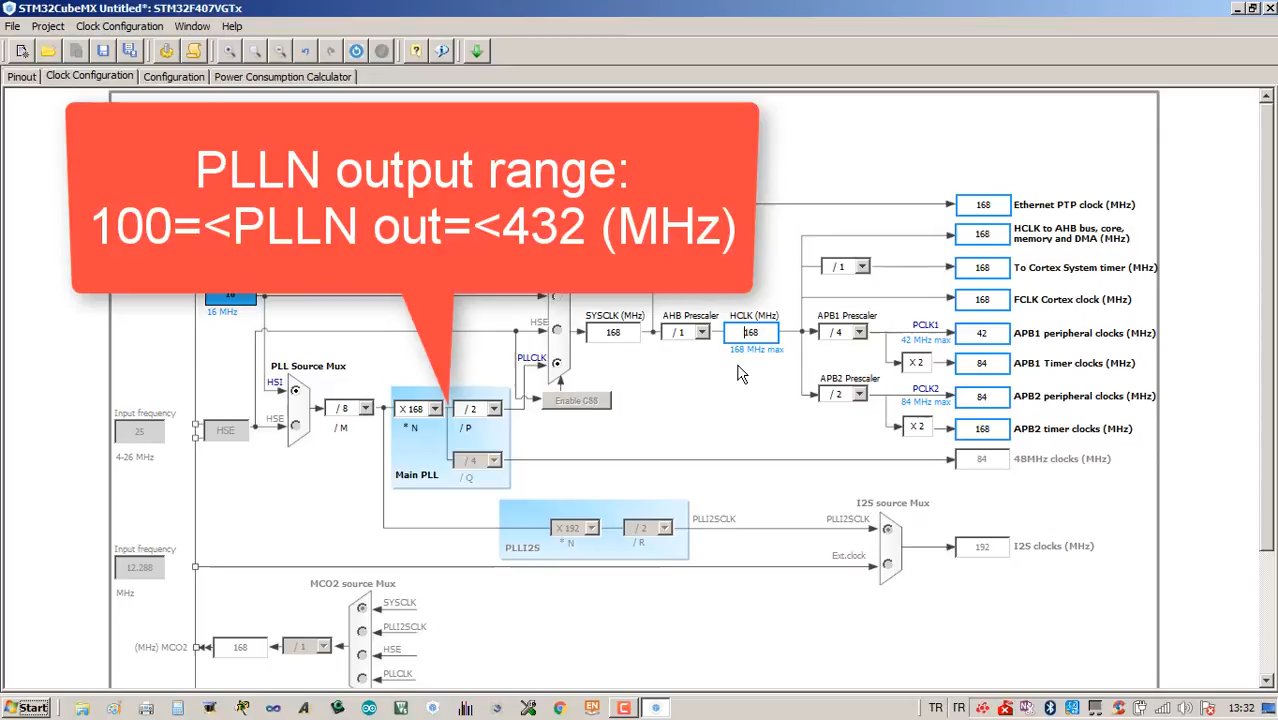 STM32CubeMX Untitled*: STM32F407VGTx
File Project Clock Configuration Window Help
Pinout Clock Configuration Configuration Power Consumption Calculator
PLLN output range:
100=<PLLN out=<432 (MHz)
168 Ethernet PTP clock (MHz)
168 HCLK to AHB bus, core,
memory and DMA (MHz)
/ 1 168 To Cortex System timer (MHz)
16
168 FCLK Cortex clock (MHz)
16 MHz
SYSCLK (MHz) AHB Prescaler HCLK (MHz) APB1 Prescaler
HSE 168 / 1 168 / 4 PCLK1 42 APB1 peripheral clocks (MHz)
42 MHz max
168 MHz max
PLLCLK
X 2 84 APB1 Timer clocks (MHz)
PLL Source Mux
HSI
APB2 Prescaler
/ 2 PCLK2 84 APB2 peripheral clocks (MHz)
84 MHz max
Enable CSS
/ 8 X 168 / 2
/ M * N / P
Input frequency
HSE
25 HSE
4-26 MHz
X 2 168 APB2 timer clocks (MHz)
/ 4 84 48MHz clocks (MHz)
Main PLL / Q
I2S source Mux
X 192 / 2 PLLI2SCLK PLLI2SCLK
PLLI2S * N / R
Input frequency
192 I2S clocks (MHz)
Ext.clock
12.288
MHz
MCO2 source Mux
SYSCLK
PLLI2SCLK
(MHz) MCO2 168 / 1 HSE
PLLCLK
Start EN TR FR 13:32